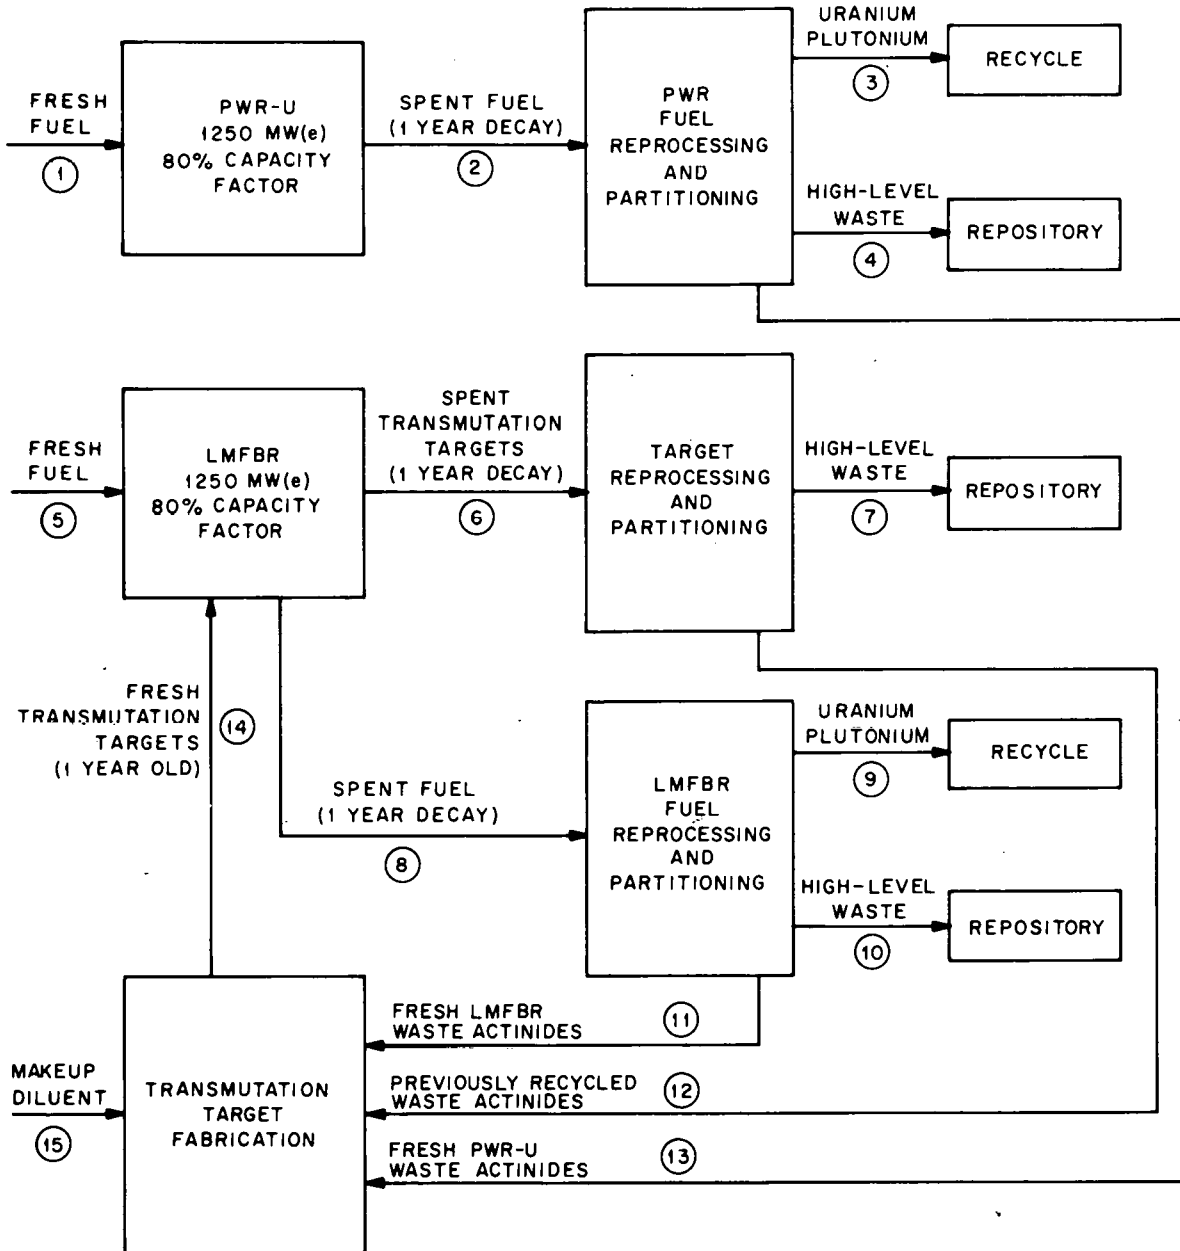 FRESH
FUEL
1
PWR-U
1250 MW(e)
80% CAPACITY
FACTOR
SPENT FUEL
(1 YEAR DECAY)
2
PWR
FUEL
REPROCESSING
AND
PARTITIONING
URANIUM
PLUTONIUM
3
RECYCLE
HIGH-LEVEL
WASTE
4
REPOSITORY
FRESH
FUEL
5
LMFBR
1250 MW(e)
80% CAPACITY
FACTOR
SPENT
TRANSMUTATION
TARGETS
(1 YEAR DECAY)
6
TARGET
REPROCESSING
AND
PARTITIONING
HIGH-LEVEL
WASTE
7
REPOSITORY
FRESH
TRANSMUTATION
TARGETS
(1 YEAR OLD)
14
SPENT FUEL
(1 YEAR DECAY)
8
LMFBR
FUEL
REPROCESSING
AND
PARTITIONING
URANIUM
PLUTONIUM
9
RECYCLE
HIGH-LEVEL
WASTE
10
REPOSITORY
FRESH LMFBR
WASTE ACTINIDES
11
MAKEUP
DILUENT
15
TRANSMUTATION
TARGET
FABRICATION
PREVIOUSLY RECYCLED
WASTE ACTINIDES
12
FRESH PWR-U
WASTE ACTINIDES
13